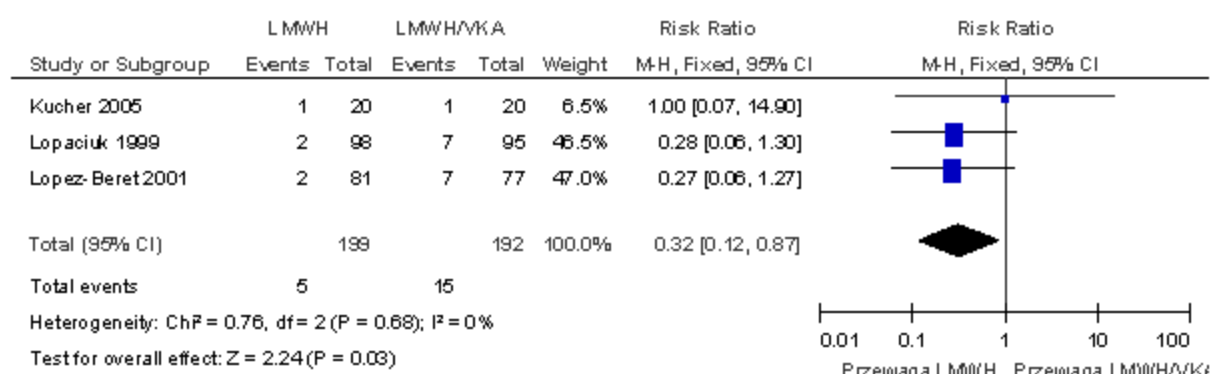 LMWH LMWH/VKA Risk Ratio Risk Ratio
Study or Subgroup Events Total Events Total Weight M-H, Fixed, 95% CI M-H, Fixed, 95% CI
Kucher 2005 1 20 1 20 6.5% 1.00 [0.07, 14.90]
Lopaciuk 1999 2 98 7 95 46.5% 0.28 [0.06, 1.30]
Lopez-Beret 2001 2 81 7 77 47.0% 0.27 [0.06, 1.27]
Total (95% CI) 199 192 100.0% 0.32 [0.12, 0.87]
Total events 5 15
Heterogeneity: Chi² = 0.76, df = 2 (P = 0.68); I² = 0%
Test for overall effect: Z = 2.24 (P = 0.03)
0.01 0.1 1 10 100
Przewaga LMWH Przewaga LMWH/VKA